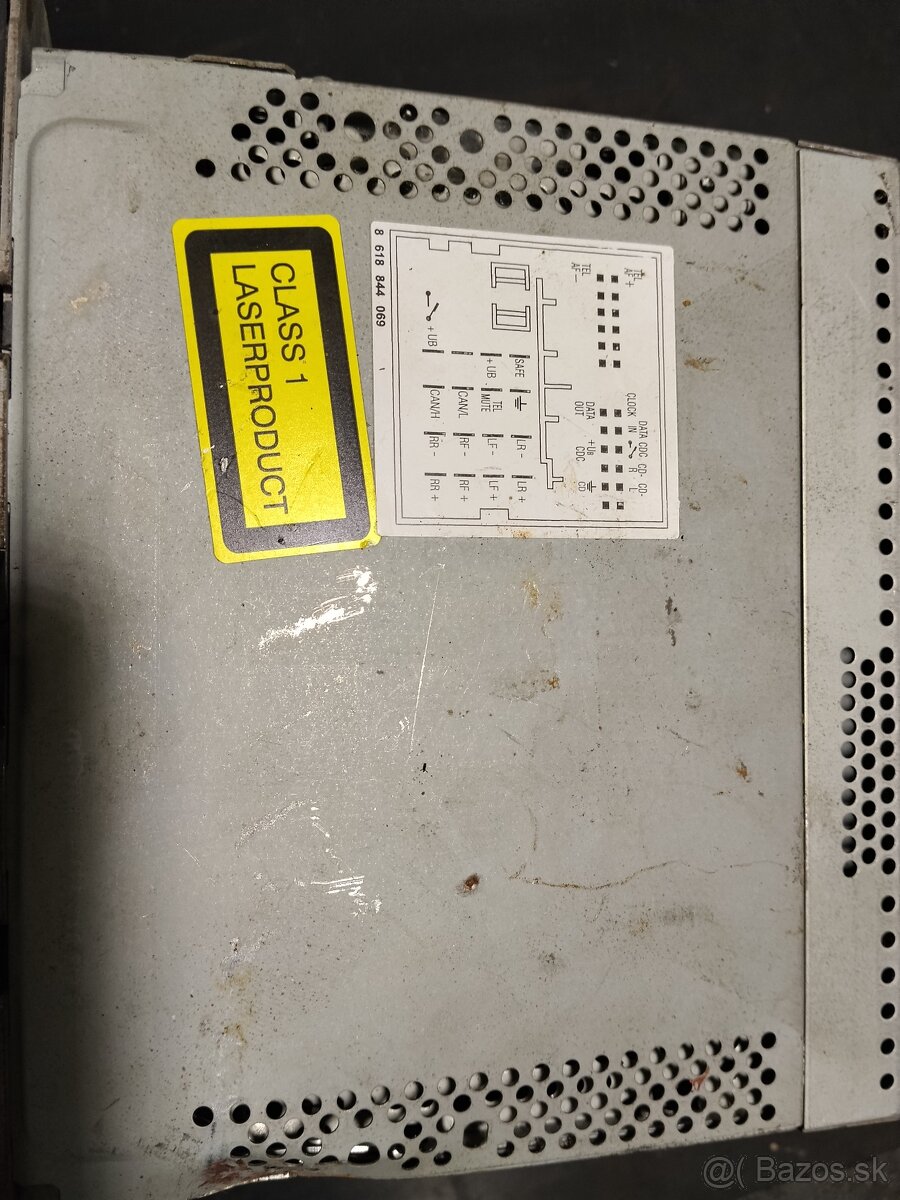 CLASS 1
LASERPRODUCT
8 618 844 069
TEL
AF+
TEL
AF-
DATA CDC CD- CD-
CLOCK IN R L
DATA +UB CDC CD
OUT
SAFE LR - LR +
+ UB TEL
MUTE LF - LF +
CAN/L RF - RF +
+ UB CAN/H RR - RR +
@( Bazos.sk